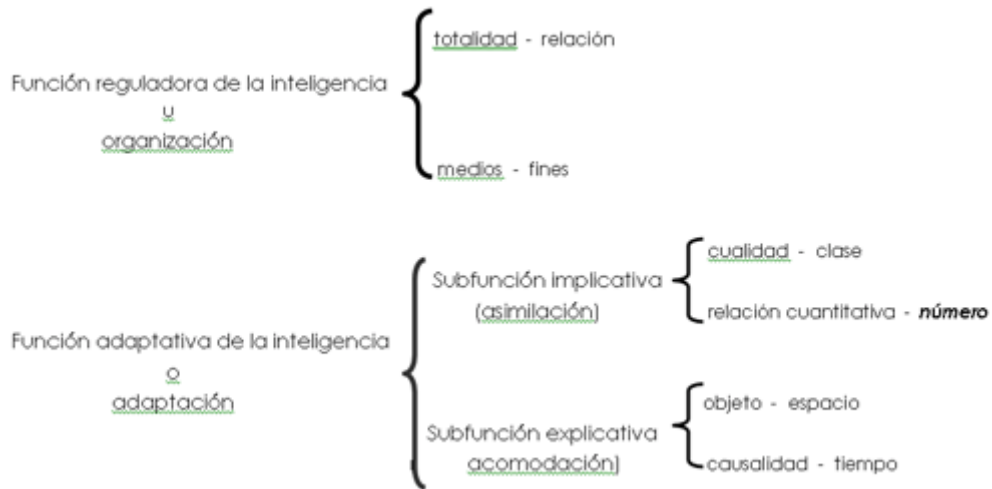 totalidad - relación
Función reguladora de la inteligencia
u
organización
medios - fines
cualidad - clase
Subfunción implicativa
(asimilación)
relación cuantitativa - número
Función adaptativa de la inteligencia
o
adaptación
objeto - espacio
Subfunción explicativa
acomodación)
causalidad - tiempo